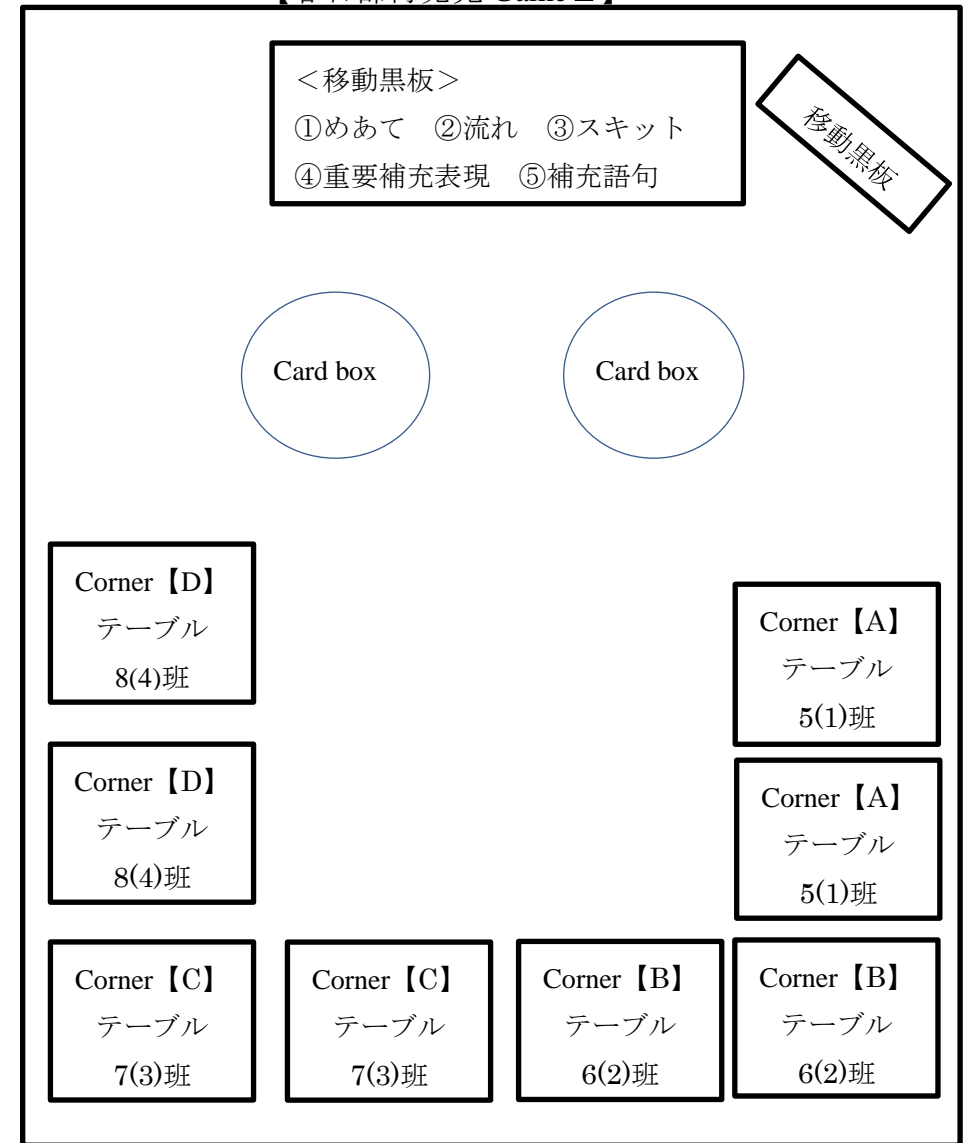 ＜移動黒板＞
①めあて　②流れ　③スキット
④重要補充表現　⑤補充語句
移動黒板
Card box
Card box
Corner【D】
テーブル
8(4)班
Corner【A】
テーブル
5(1)班
Corner【D】
テーブル
8(4)班
Corner【A】
テーブル
5(1)班
Corner【C】
テーブル
7(3)班
Corner【C】
テーブル
7(3)班
Corner【B】
テーブル
6(2)班
Corner【B】
テーブル
6(2)班